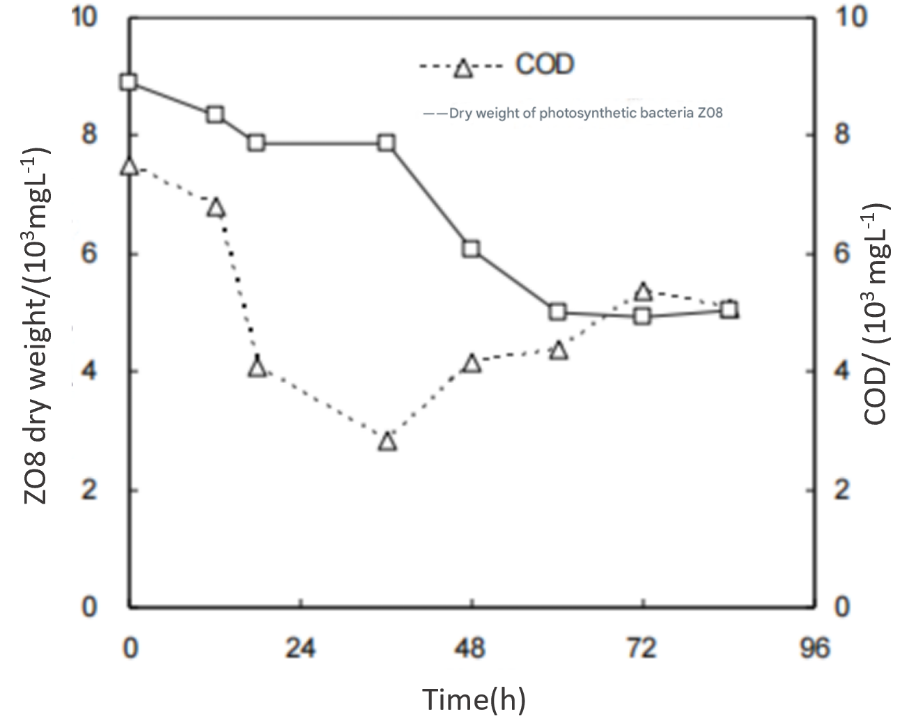 10
8
6
4
2
0
ZO8 dry weight/(10³mgL⁻¹)
COD
——Dry weight of photosynthetic bacteria Z08
10
8
6
4
2
0
COD/ (10³ mgL⁻¹)
0 24 48 72 96
Time(h)